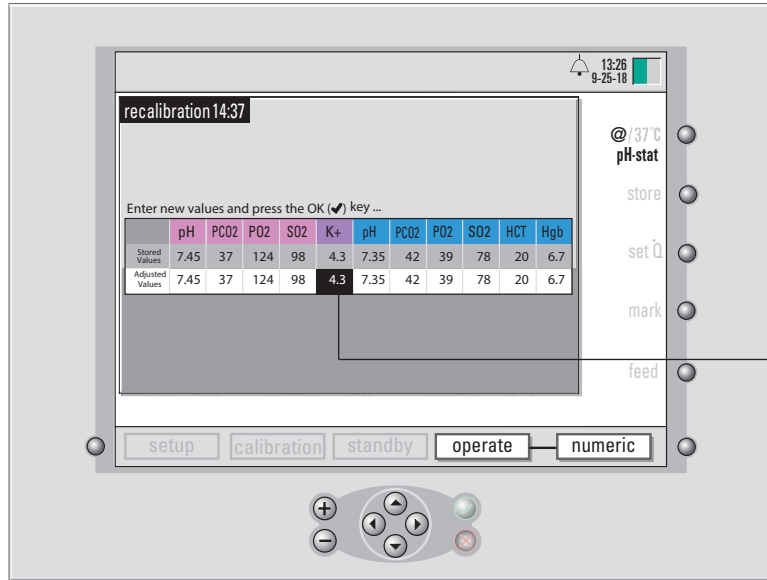 13:26
9-25-18
recalibration 14:37
@/37°C
pH-stat
store
Enter new values and press the OK (✔) key ...
pH PCO2 PO2 SO2 K+ pH PCO2 PO2 SO2 HCT Hgb
Stored Values 7.45 37 124 98 4.3 7.35 42 39 78 20 6.7
Adjusted Values 7.45 37 124 98 4.3 7.35 42 39 78 20 6.7
set Q̇
mark
feed
setup calibration standby operate numeric
+
−